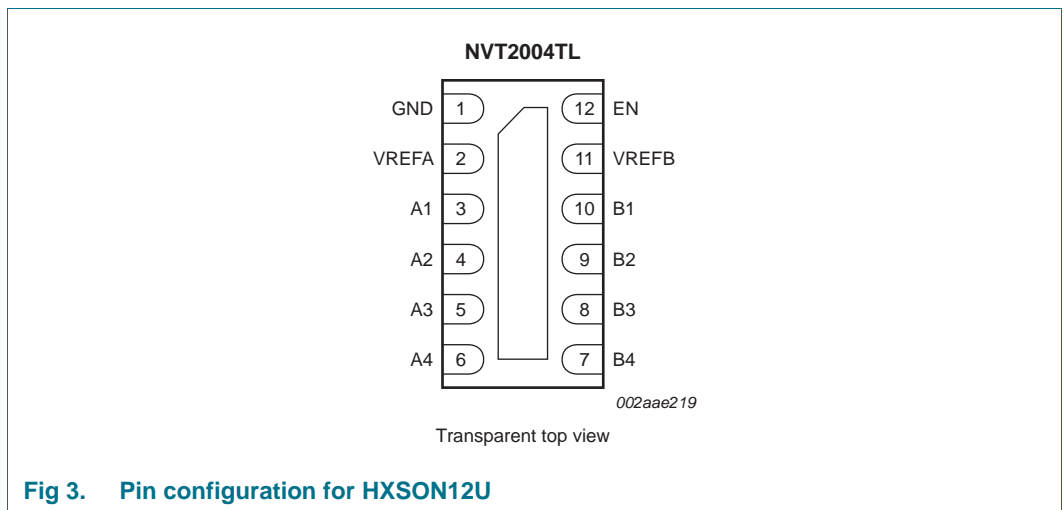 NVT2004TL
GND 1 12 EN
VREFA 2 11 VREFB
A1 3 10 B1
A2 4 9 B2
A3 5 8 B3
A4 6 7 B4
002aae219
Transparent top view
Fig 3. Pin configuration for HXSON12U